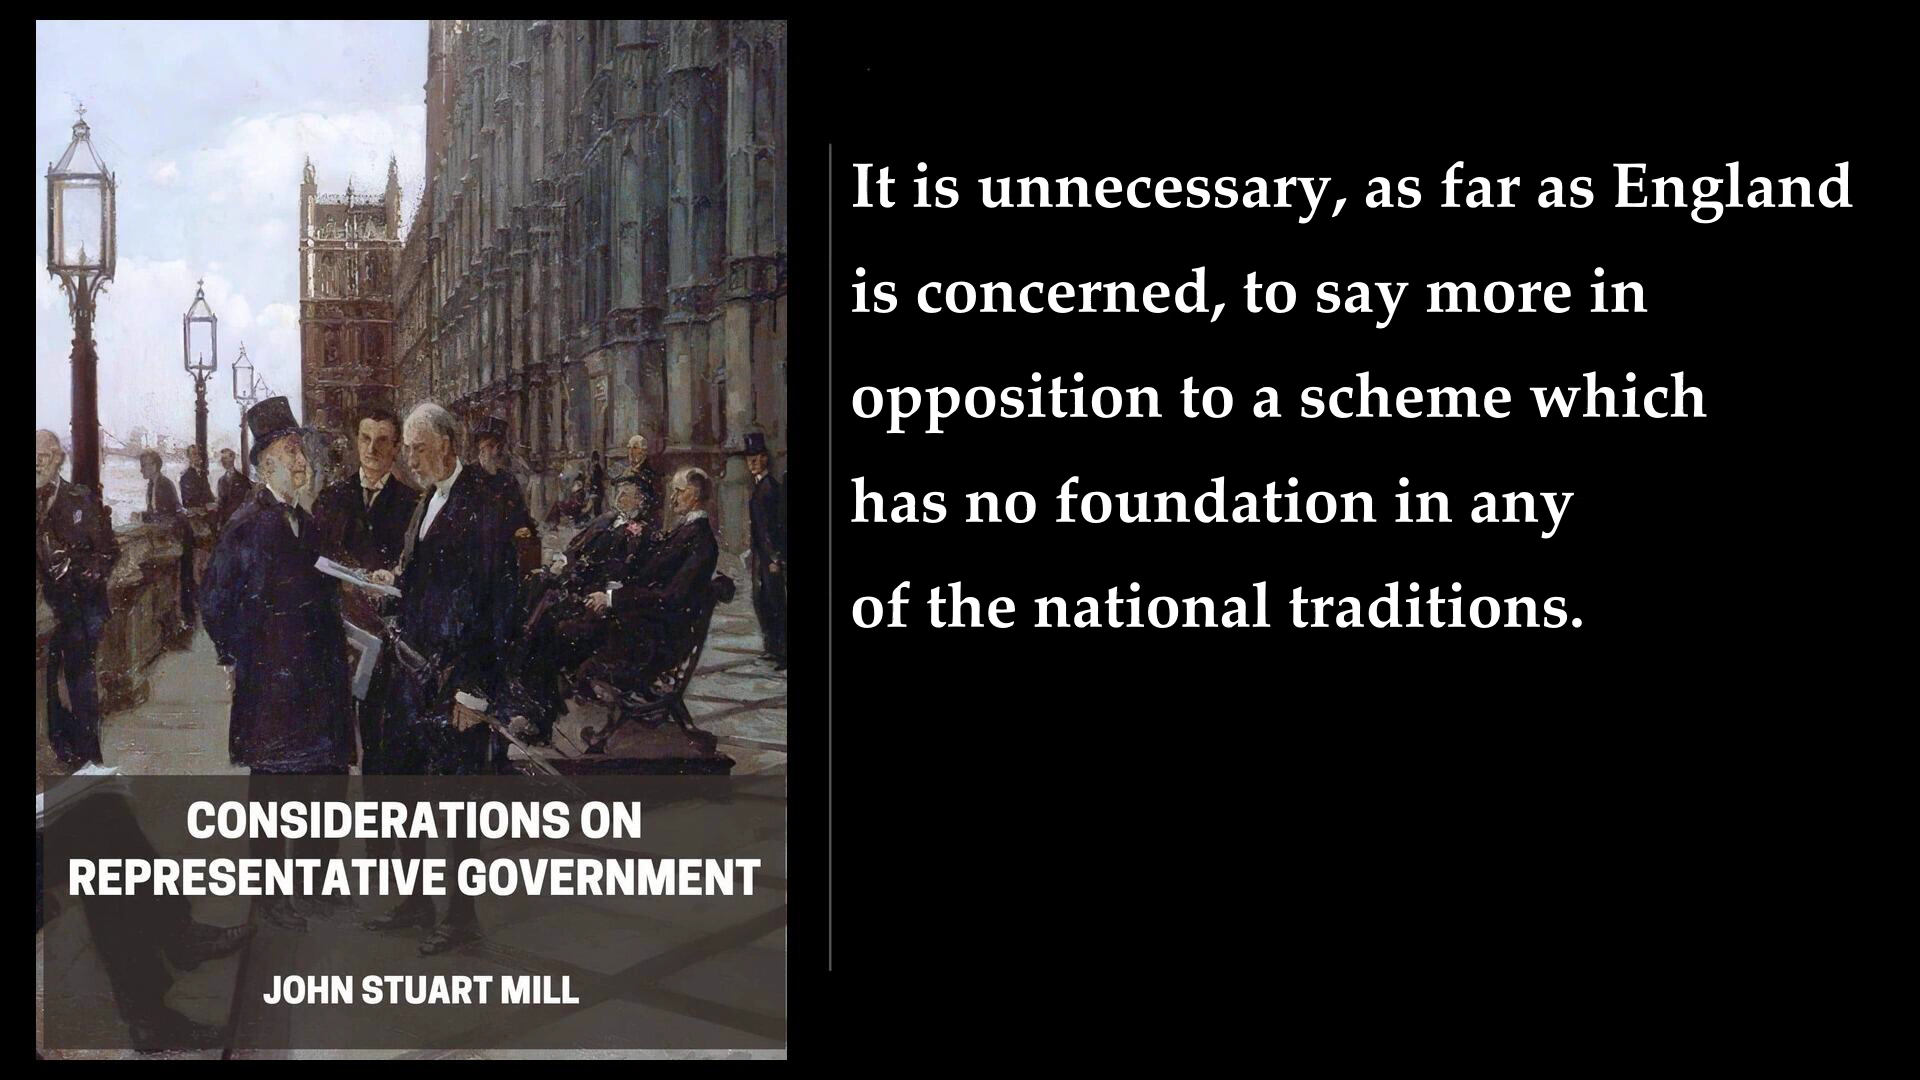 It is unnecessary, as far as England
is concerned, to say more in
opposition to a scheme which
has no foundation in any
of the national traditions.
CONSIDERATIONS ON
REPRESENTATIVE GOVERNMENT
JOHN STUART MILL